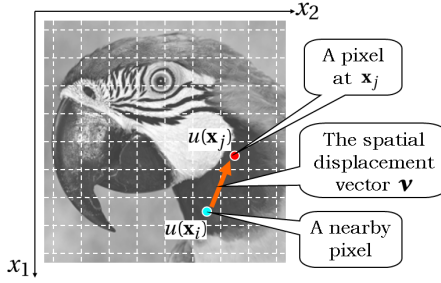 x₂
A pixel
at xⱼ
u(xⱼ)
The spatial
displacement
vector v
u(xᵢ)
A nearby
pixel
x₁